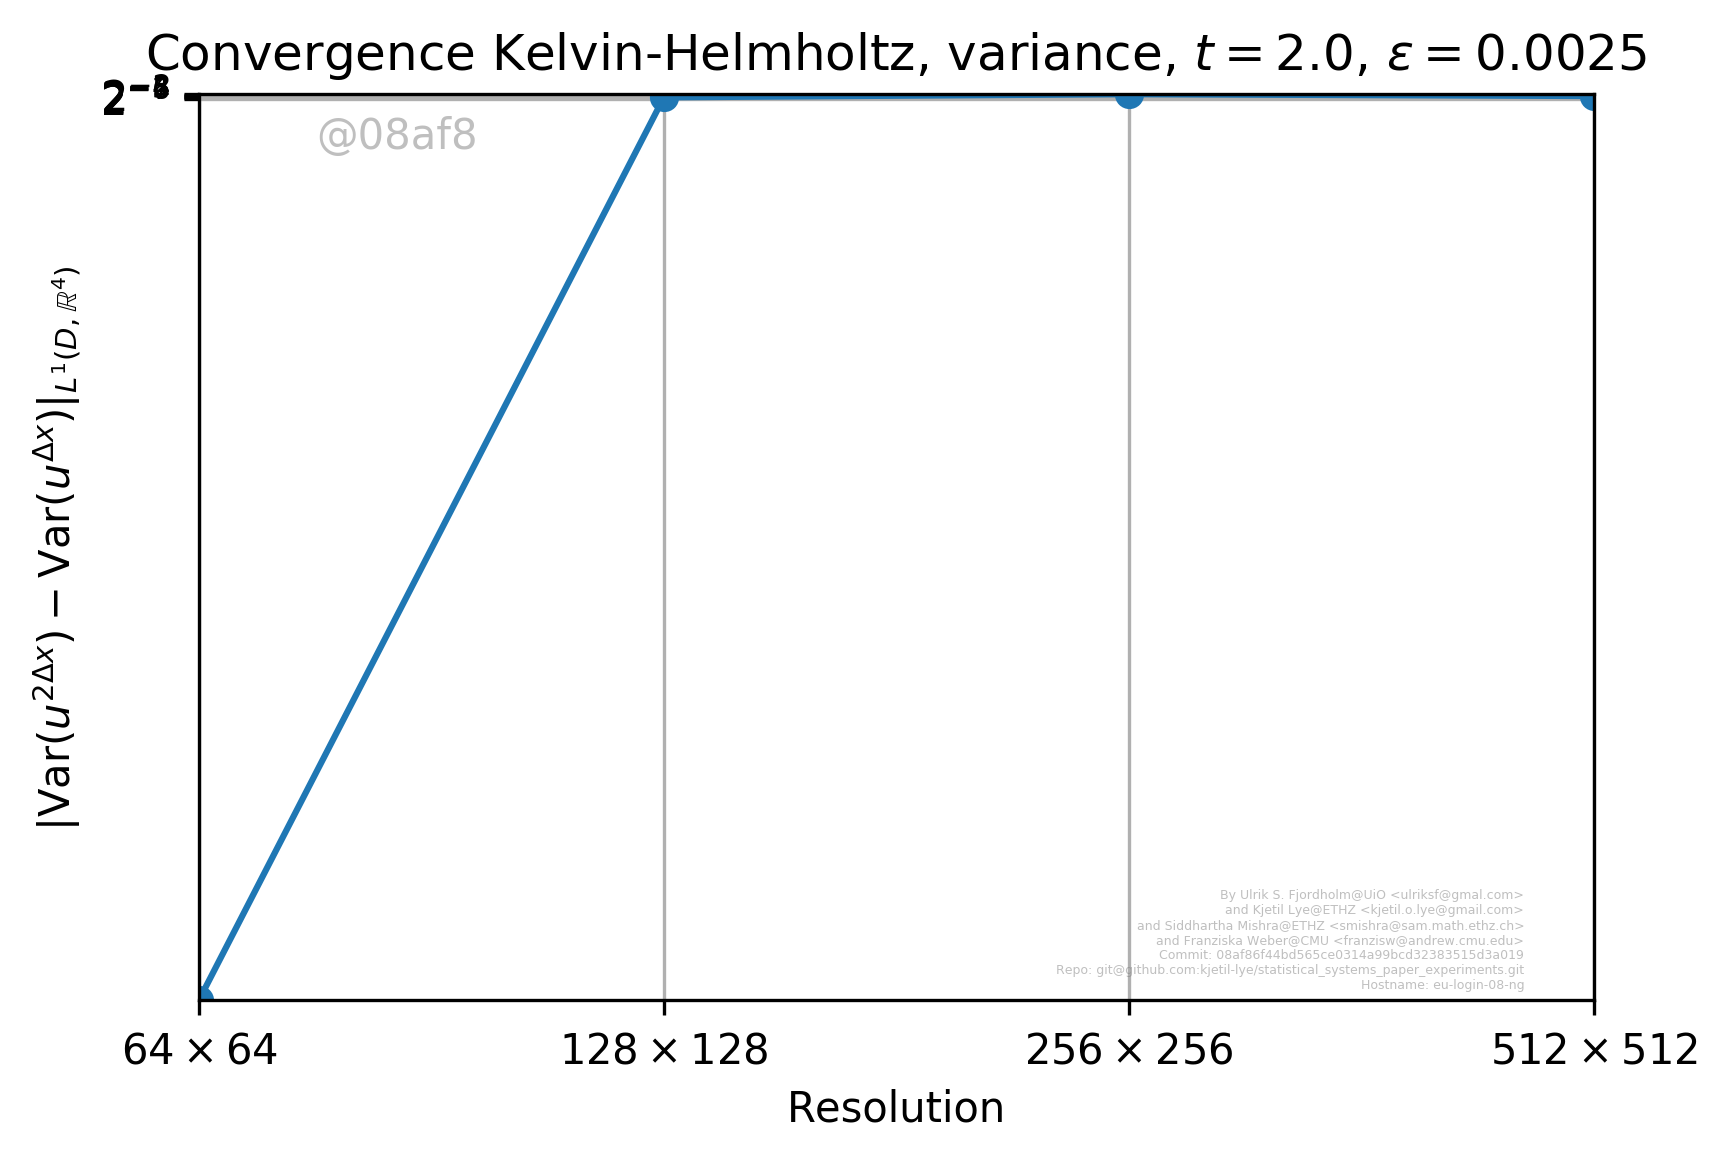 Convergence Kelvin-Helmholtz, variance, t = 2.0, ε = 0.0025
@08af8
|Var(u^{2Δx}) − Var(u^{Δx})|_{L^1(D, ℝ^4)}
By Ulrik S. Fjordholm@UiO <ulriksf@gmal.com>
and Kjetil Lye@ETHZ <kjetil.o.lye@gmail.com>
and Siddhartha Mishra@ETHZ <smishra@sam.math.ethz.ch>
and Franziska Weber@CMU <franzisw@andrew.cmu.edu>
Commit: 08af86f44bd565ce0314a99bcd32383515d3a019
Repo: git@github.com:kjetil-lye/statistical_systems_paper_experiments.git
Hostname: eu-login-08-ng
64 × 64
128 × 128
256 × 256
512 × 512
Resolution